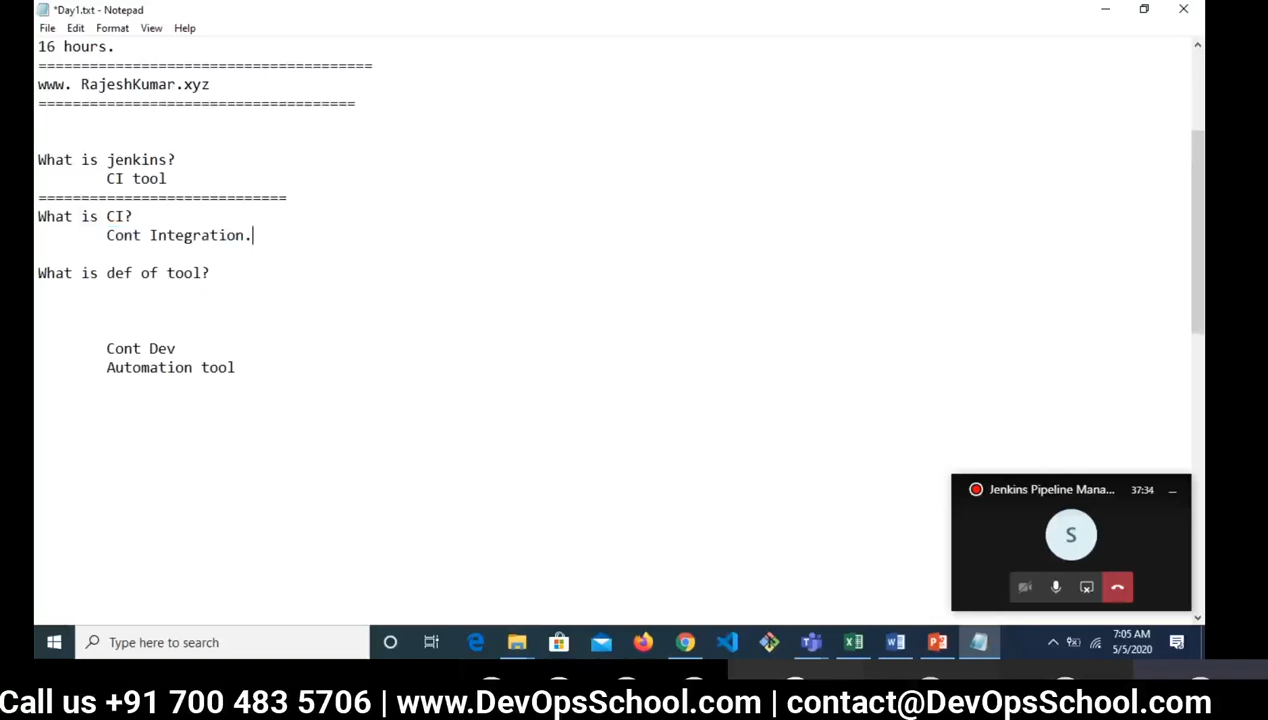 *Day1.txt - Notepad
File Edit Format View Help
16 hours.
=======================================
www. RajeshKumar.xyz
=====================================
What is jenkins?
CI tool
=============================
What is CI?
Cont Integration.
What is def of tool?
Cont Dev
Automation tool
Jenkins Pipeline Mana... 37:34
S
Type here to search
7:05 AM
5/5/2020
Call us +91 700 483 5706 | www.DevOpsSchool.com | contact@DevOpsSchool.com